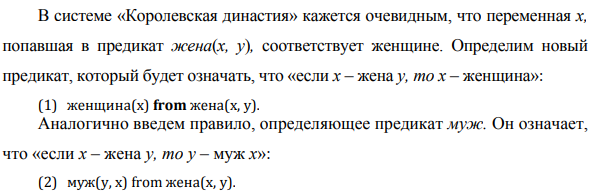 В системе «Королевская династия» кажется очевидным, что переменная x,
попавшая в предикат жена(x, y), соответствует женщине. Определим новый
предикат, который будет означать, что «если x – жена y, то x – женщина»:
(1) женщина(x) from жена(x, y).
Аналогично введем правило, определяющее предикат муж. Он означает,
что «если x – жена y, то y – муж x»:
(2) муж(y, x) from жена(x, y).